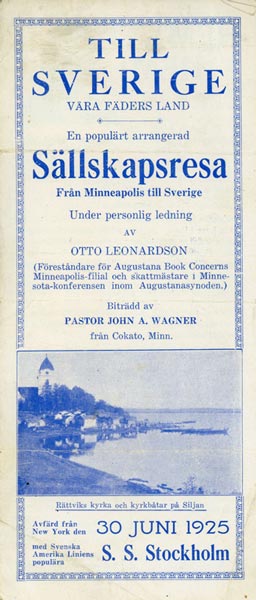 TILL
SVERIGE
VÅRA FÄDERS LAND
En populärt arrangerad
Sällskapsresa
Från Minneapolis till Sverige
Under personlig ledning
AV
OTTO LEONARDSON
(Föreståndare för Augustana Book Concerns
Minneapolis-filial och skattmästare i Minne-
sota-konferensen inom Augustanasynoden.)
Biträdd av
PASTOR JOHN A. WAGNER
från Cokato, Minn.
Rättviks kyrka och kyrkbåtar på Siljan
Avfärd från
New York den 30 JUNI 1925
med Svenska
Amerika Liniens
populära S. S. Stockholm